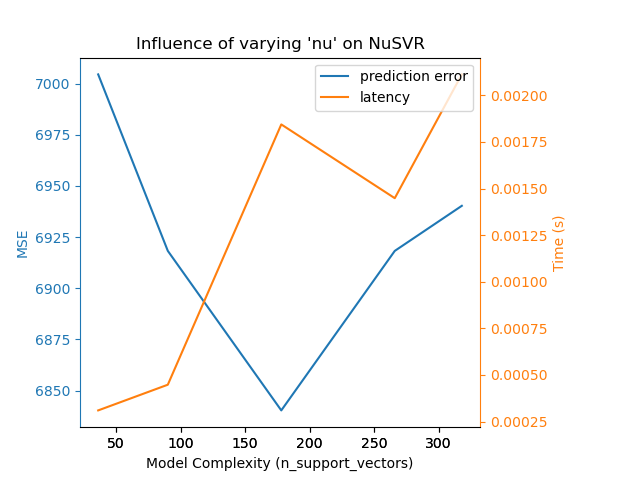 Influence of varying 'nu' on NuSVR
prediction error
latency
7000
6975
6950
6925
6900
6875
6850
MSE
0.00200
0.00175
0.00150
0.00125
0.00100
0.00075
0.00050
0.00025
Time (s)
50 100 150 200 250 300
Model Complexity (n_support_vectors)